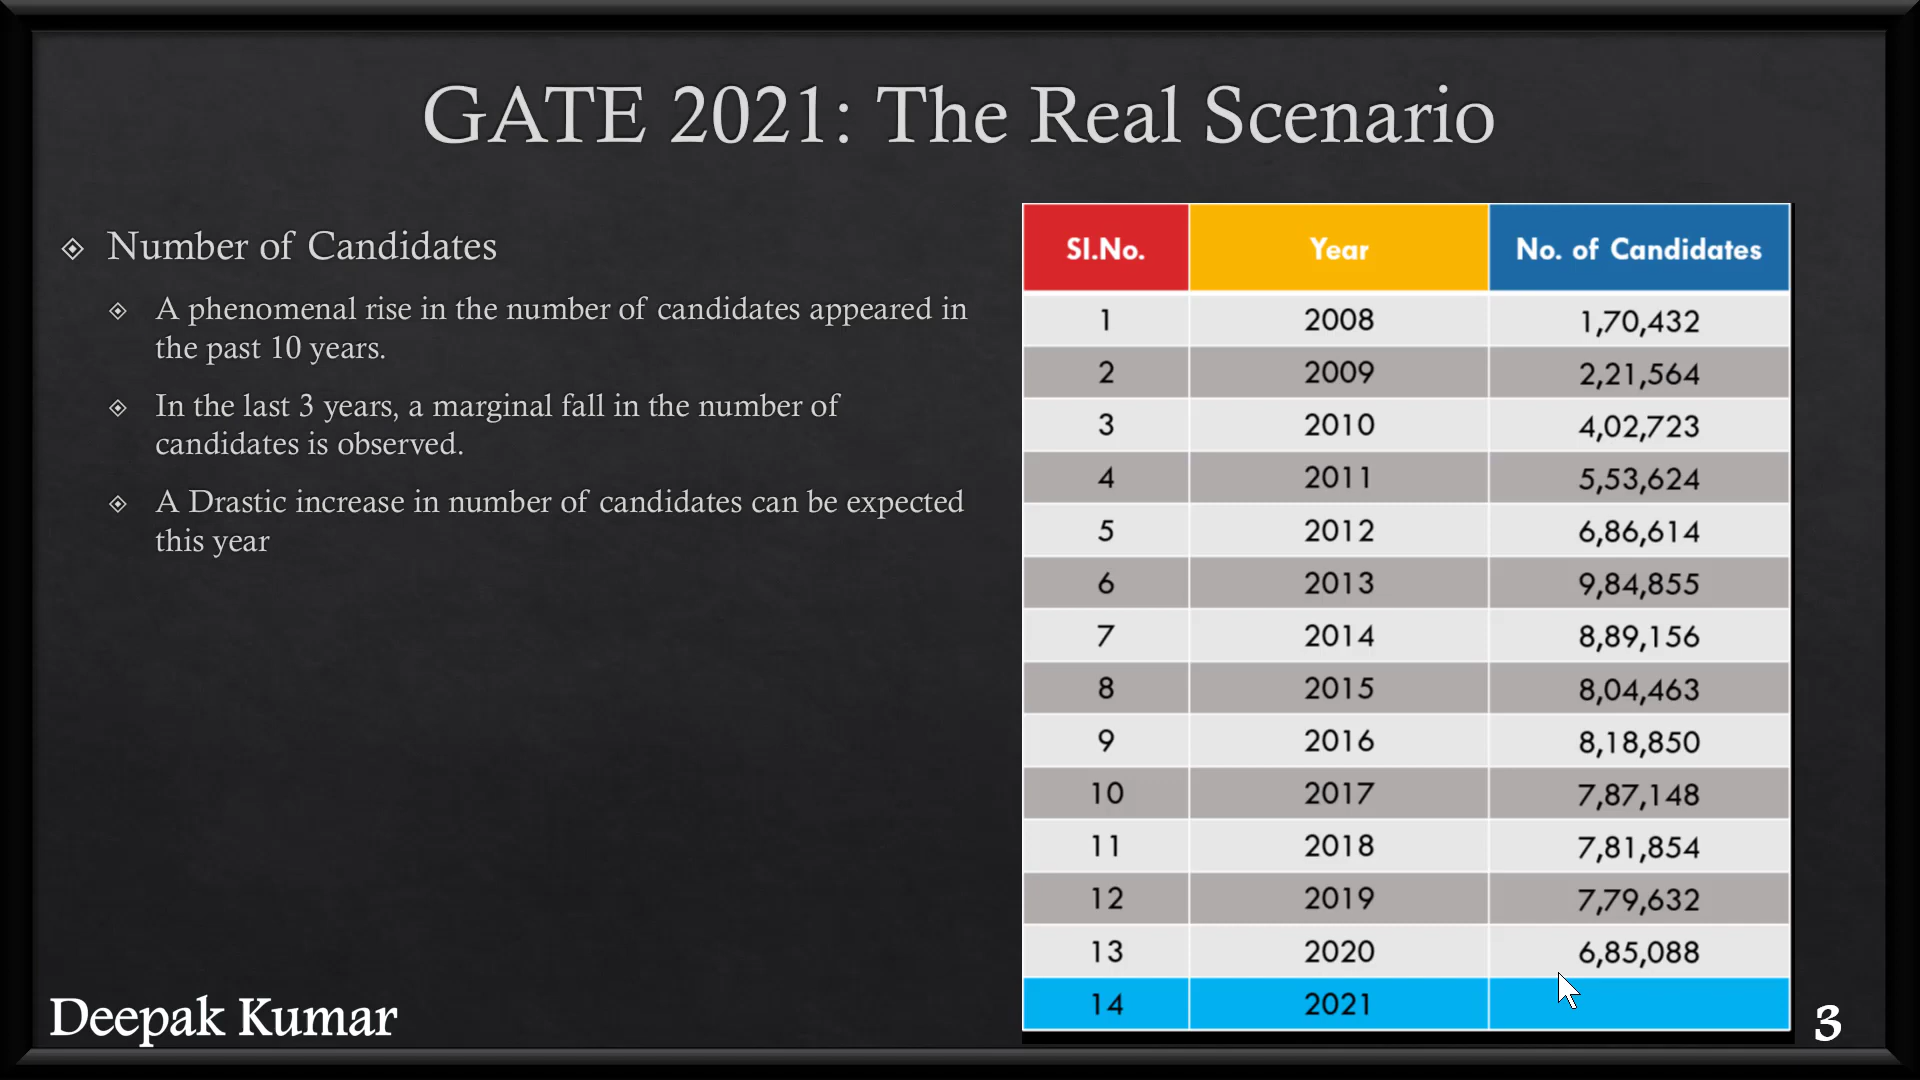 GATE 2021: The Real Scenario
Number of Candidates
A phenomenal rise in the number of candidates appeared in
the past 10 years.
In the last 3 years, a marginal fall in the number of
candidates is observed.
A Drastic increase in number of candidates can be expected
this year
Sl.No. Year No. of Candidates
1 2008 1,70,432
2 2009 2,21,564
3 2010 4,02,723
4 2011 5,53,624
5 2012 6,86,614
6 2013 9,84,855
7 2014 8,89,156
8 2015 8,04,463
9 2016 8,18,850
10 2017 7,87,148
11 2018 7,81,854
12 2019 7,79,632
13 2020 6,85,088
14 2021
Deepak Kumar
3